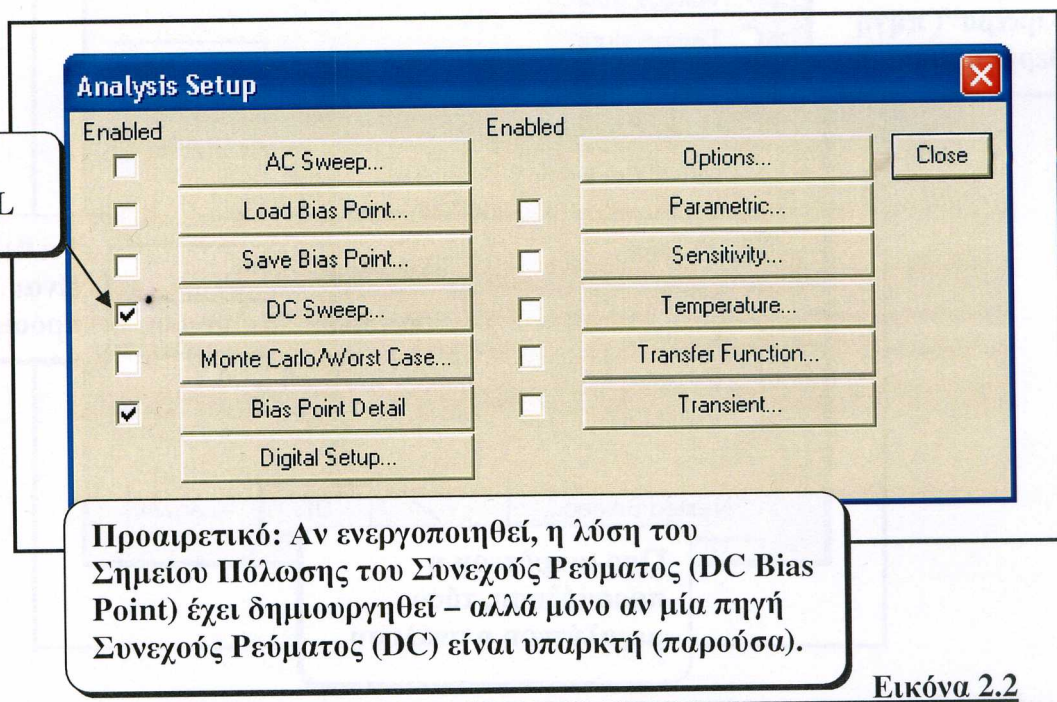 Analysis Setup
Enabled
Enabled
AC Sweep...
Options...
Close
L
Load Bias Point...
Parametric...
Save Bias Point...
Sensitivity...
DC Sweep...
Temperature...
Monte Carlo/Worst Case...
Transfer Function...
Bias Point Detail
Transient...
Digital Setup...
Προαιρετικό: Αν ενεργοποιηθεί, η λύση του
Σημείου Πόλωσης του Συνεχούς Ρεύματος (DC Bias
Point) έχει δημιουργηθεί – αλλά μόνο αν μία πηγή
Συνεχούς Ρεύματος (DC) είναι υπαρκτή (παρούσα).
Εικόνα 2.2